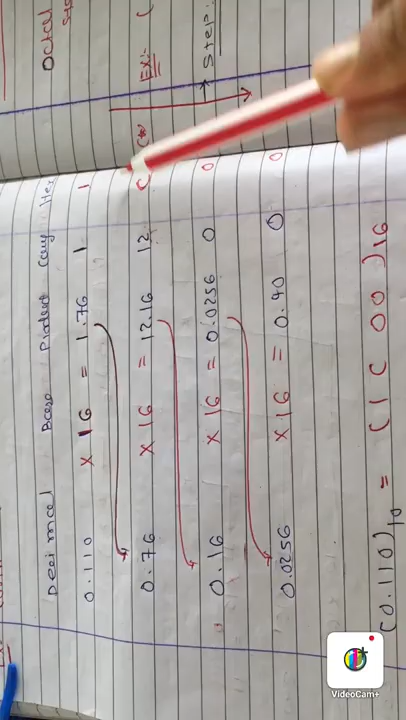 Decimal Base Product Carry Hex
0.110 X 16 = 1.76 1 1
0.76 X 16 = 12.16 12 C
0.16 X 16 = 0.0256 0 0
0.0256 X 16 = 0.40 0 0
(0.110)10 = (1C00)16
Octal
EX:- (
Step:
VideoCam+